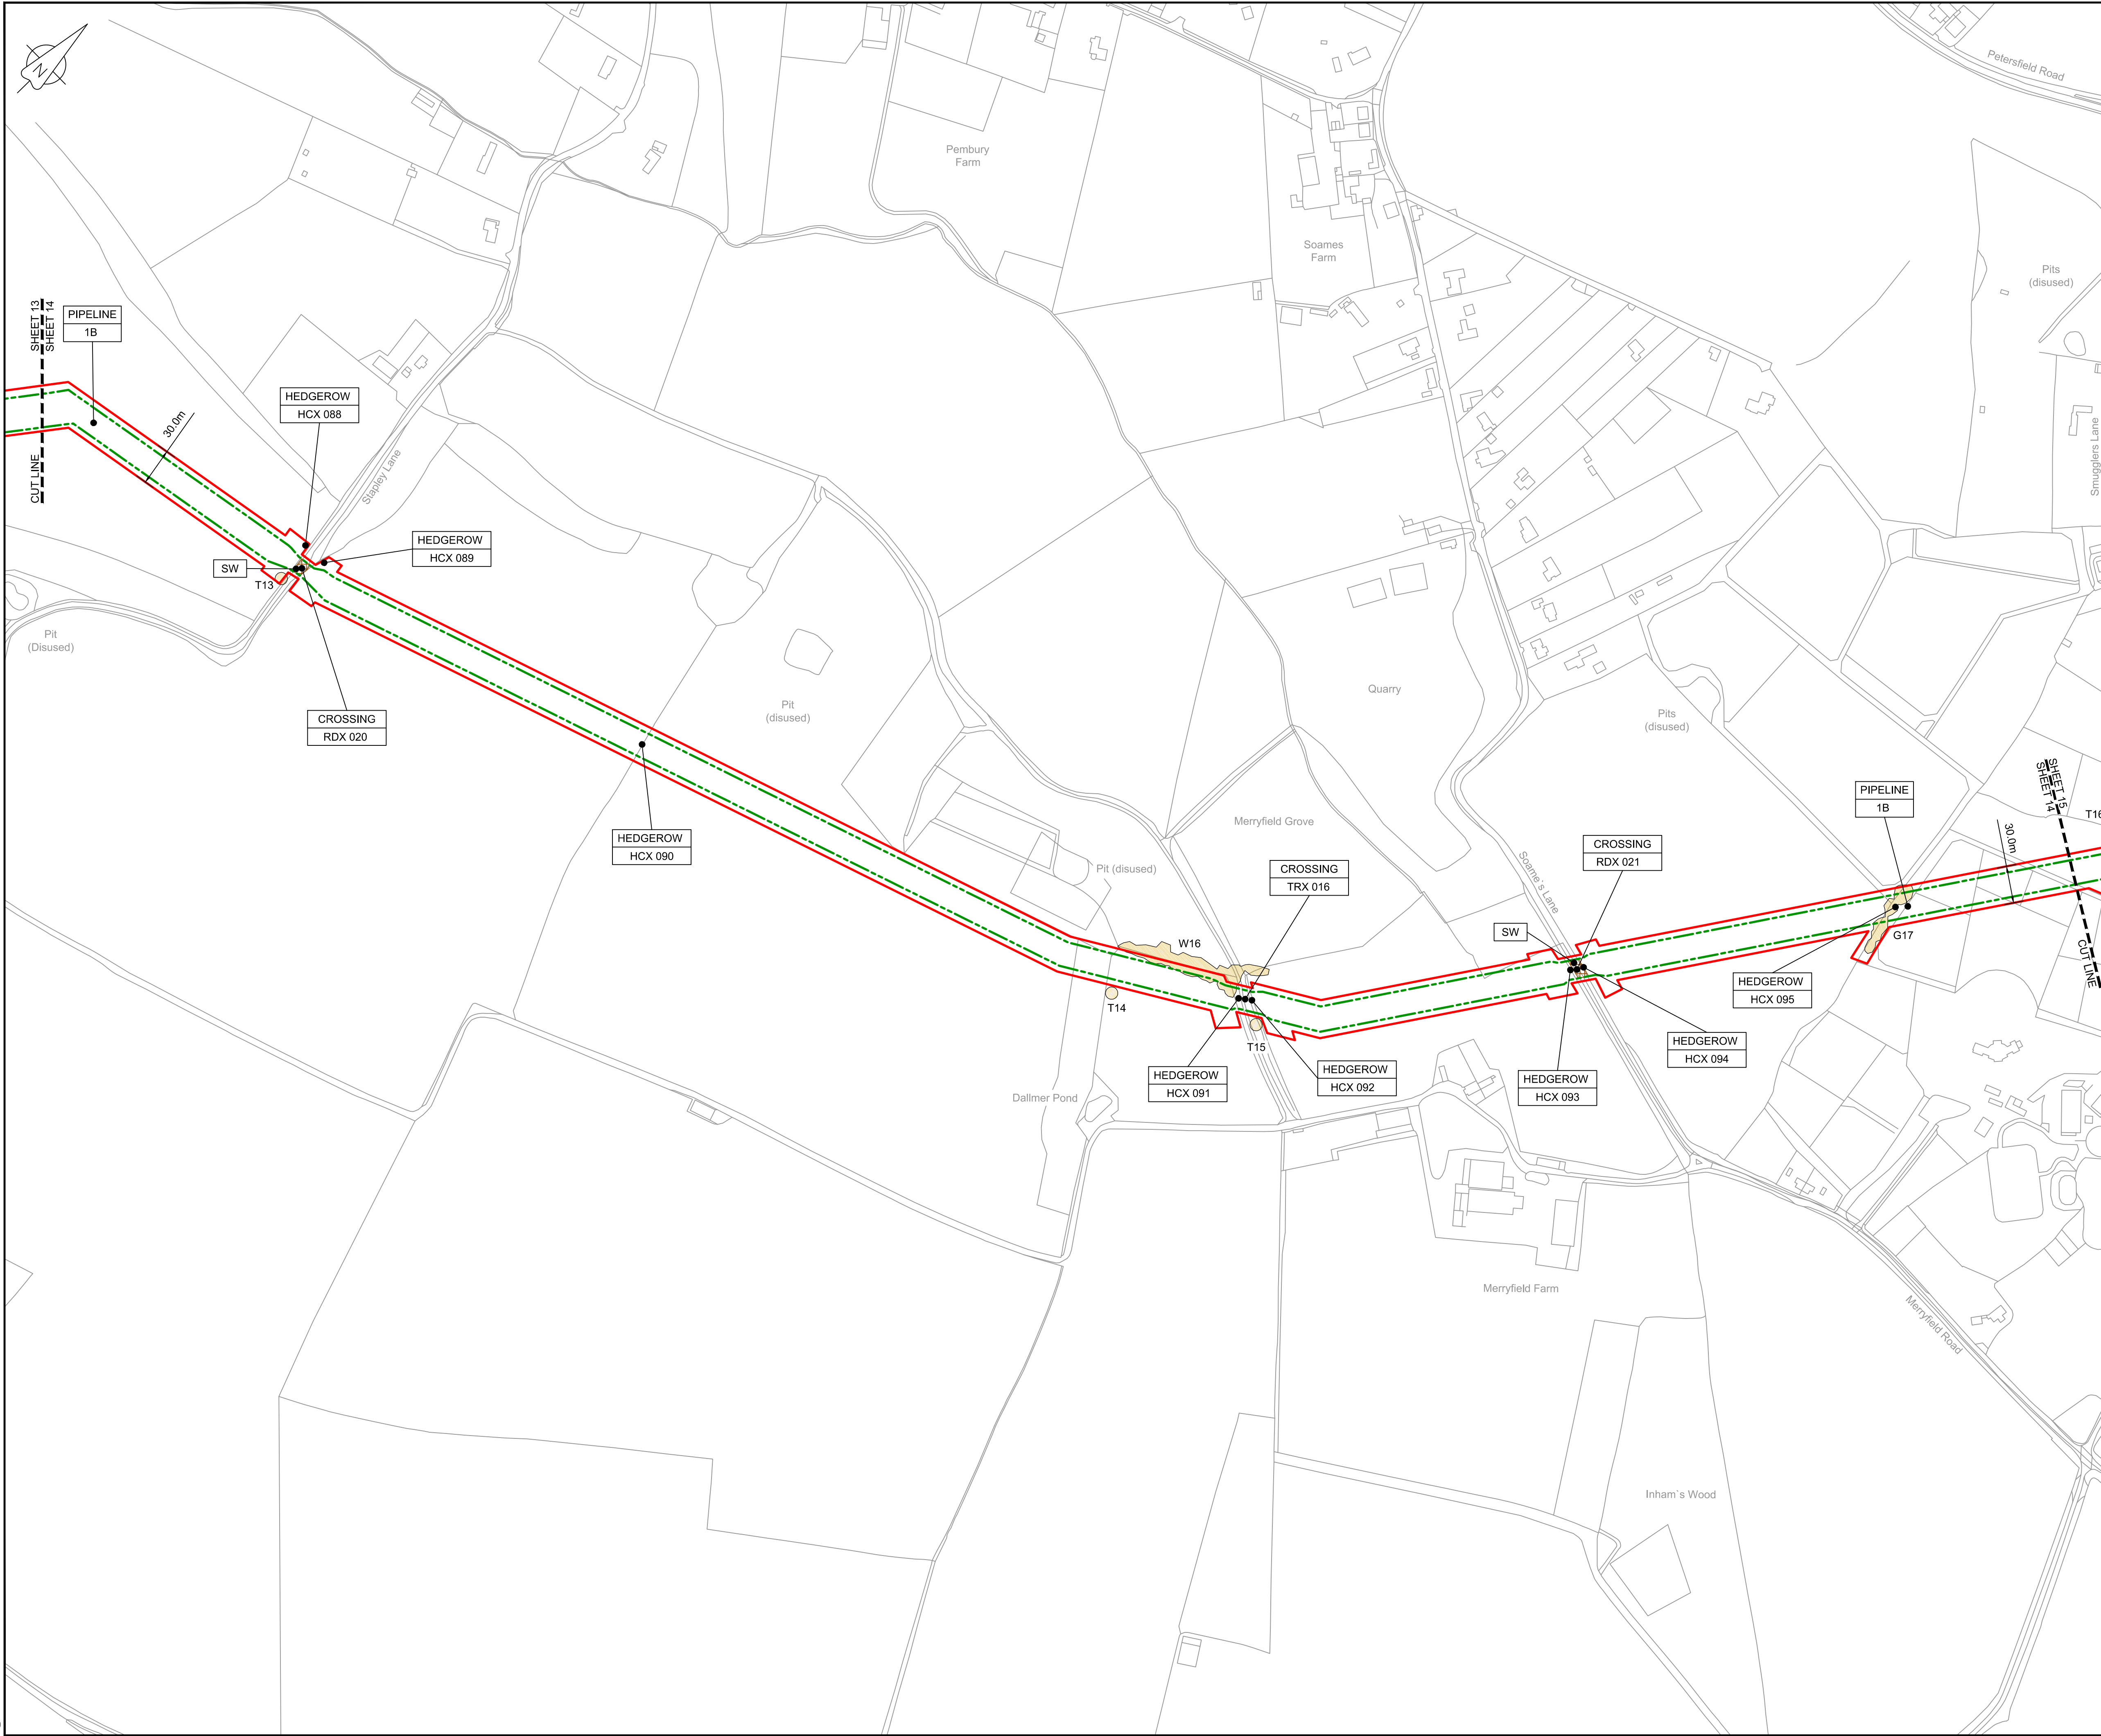 N
Petersfield Road
Pembury
Farm
Soames
Farm
Pits
(disused)
SHEET 13
SHEET 14
CUT LINE
PIPELINE
1B
30.0m
HEDGEROW
HCX 088
Stapley Lane
Smugglers Lane
HEDGEROW
HCX 089
SW
T13
Pit
(Disused)
CROSSING
RDX 020
Pit
(disused)
Quarry
Pits
(disused)
HEDGEROW
HCX 090
Merryfield Grove
Pit (disused)
CROSSING
TRX 016
Soame`s Lane
CROSSING
RDX 021
PIPELINE
1B
30.0m
SHEET 15
SHEET 14
T16
CUT LINE
W16
SW
G17
HEDGEROW
HCX 095
T14
T15
HEDGEROW
HCX 094
HEDGEROW
HCX 091
HEDGEROW
HCX 092
HEDGEROW
HCX 093
Dallmer Pond
Merryfield Farm
Merryfield Road
Inham`s Wood